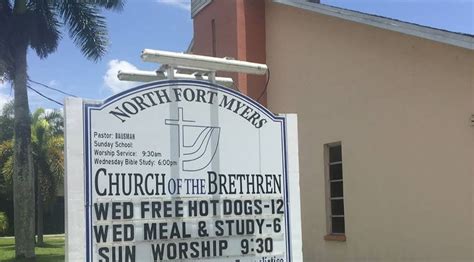 NORTH FORT MYERS
Pastor: BAUSMAN
Sunday School:
Worship Service: 9:30am
Wednesday Bible Study: 6:00pm
CHURCH OF THE BRETHREN
WED FREE HOT DOGS-12
WED MEAL & STUDY-6
SUN WORSHIP 9:30